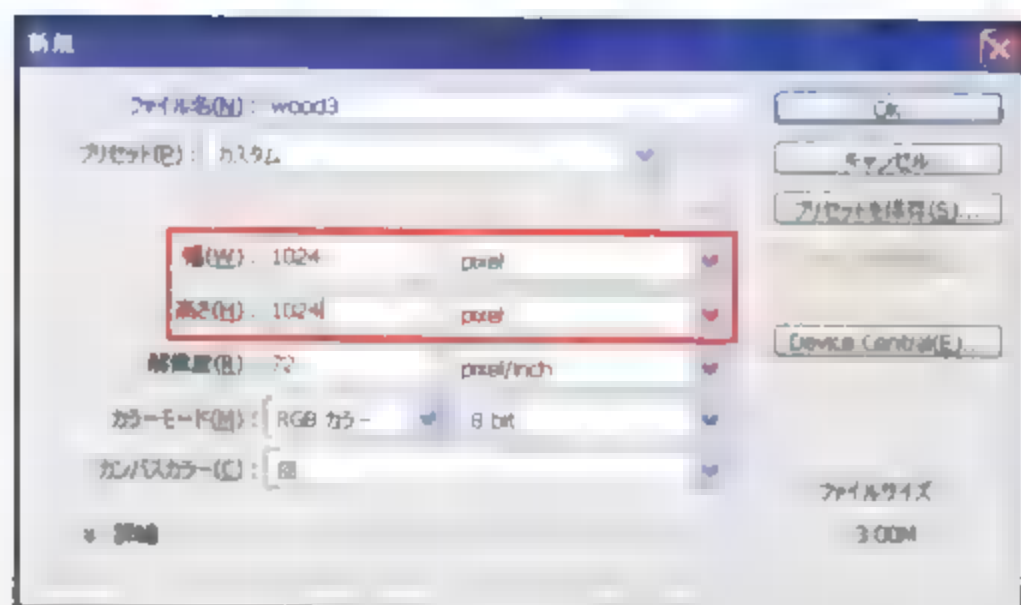 新規
ファイル名(N): wood3
OK
プリセット(P): カスタム
キャンセル
プリセットを保存(S)...
幅(W): 1024 pixel
高さ(H): 1024 pixel
Device Central(E)...
解像度(R): 72 pixel/inch
カラーモード(M): RGB カラー 8 bit
カンバスカラー(C):
ファイルサイズ
詳細
3.00M